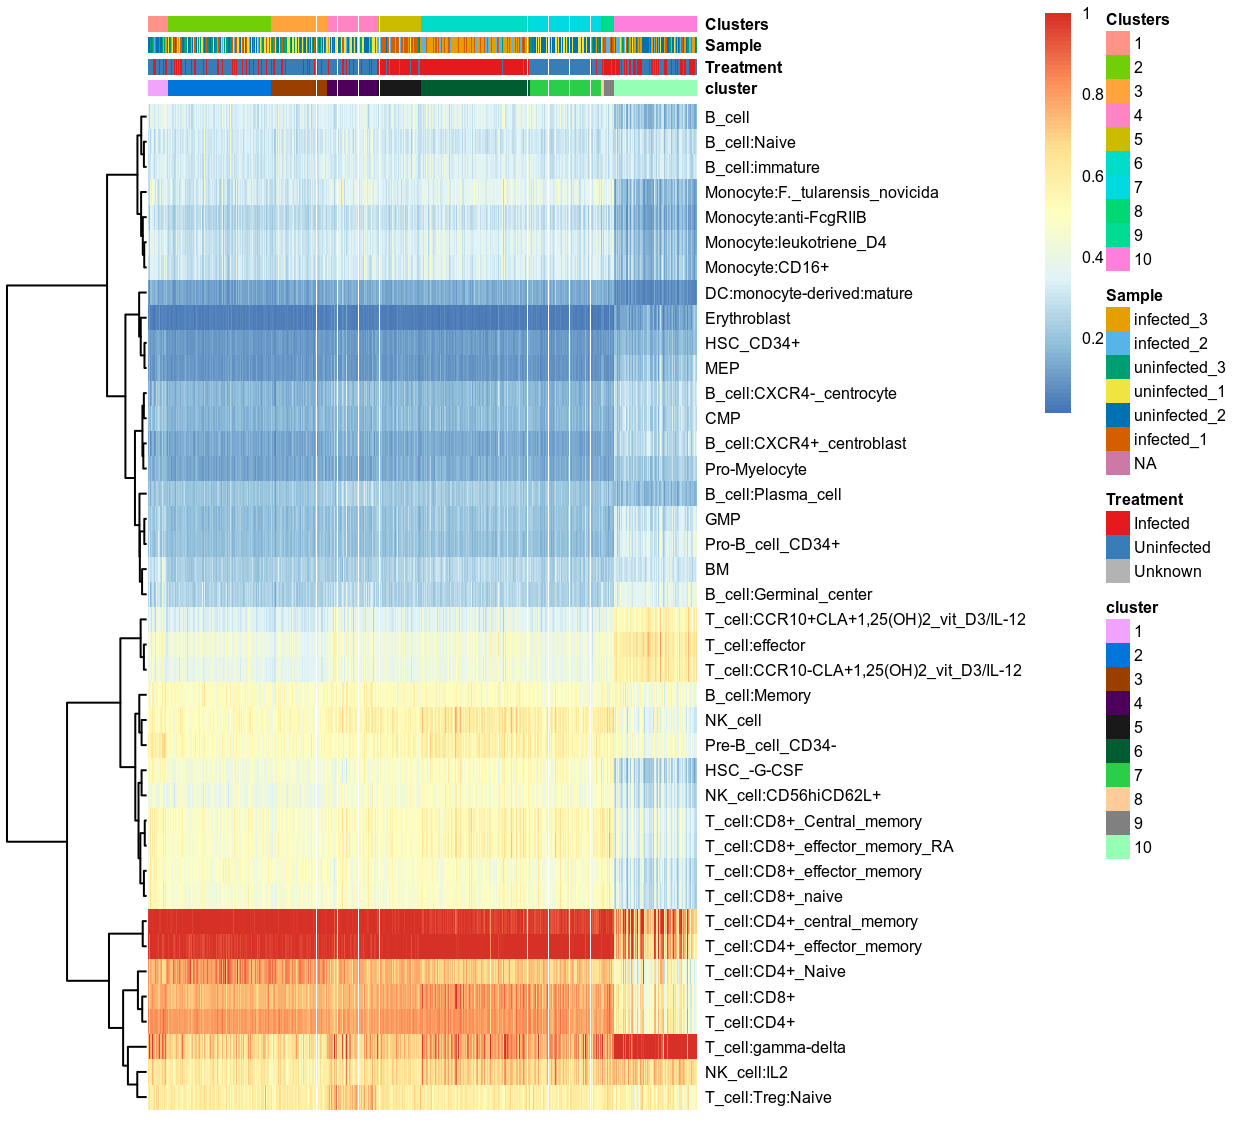 Clusters
Sample
Treatment
cluster
B_cell
B_cell:Naive
B_cell:immature
Monocyte:F._tularensis_novicida
Monocyte:anti-FcgRIIB
Monocyte:leukotriene_D4
Monocyte:CD16+
DC:monocyte-derived:mature
Erythroblast
HSC_CD34+
MEP
B_cell:CXCR4-_centrocyte
CMP
B_cell:CXCR4+_centroblast
Pro-Myelocyte
B_cell:Plasma_cell
GMP
Pro-B_cell_CD34+
BM
B_cell:Germinal_center
T_cell:CCR10+CLA+1,25(OH)2_vit_D3/IL-12
T_cell:effector
T_cell:CCR10-CLA+1,25(OH)2_vit_D3/IL-12
B_cell:Memory
NK_cell
Pre-B_cell_CD34-
HSC_-G-CSF
NK_cell:CD56hiCD62L+
T_cell:CD8+_Central_memory
T_cell:CD8+_effector_memory_RA
T_cell:CD8+_effector_memory
T_cell:CD8+_naive
T_cell:CD4+_central_memory
T_cell:CD4+_effector_memory
T_cell:CD4+_Naive
T_cell:CD8+
T_cell:CD4+
T_cell:gamma-delta
NK_cell:IL2
T_cell:Treg:Naive
1
0.8
0.6
0.4
0.2
Clusters
1
2
3
4
5
6
7
8
9
10
Sample
infected_3
infected_2
uninfected_3
uninfected_1
uninfected_2
infected_1
NA
Treatment
Infected
Uninfected
Unknown
cluster
1
2
3
4
5
6
7
8
9
10